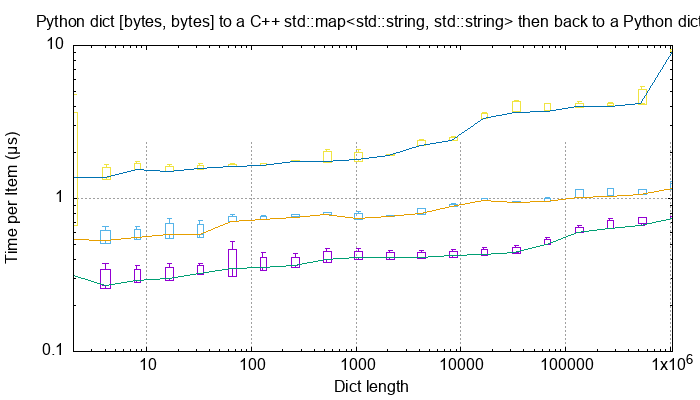 Python dict [bytes, bytes] to a C++ std::map<std::string, std::string> then back to a Python dict
10
1
0.1
Time per Item (µs)
10 100 1000 10000 100000 1x10⁶
Dict length